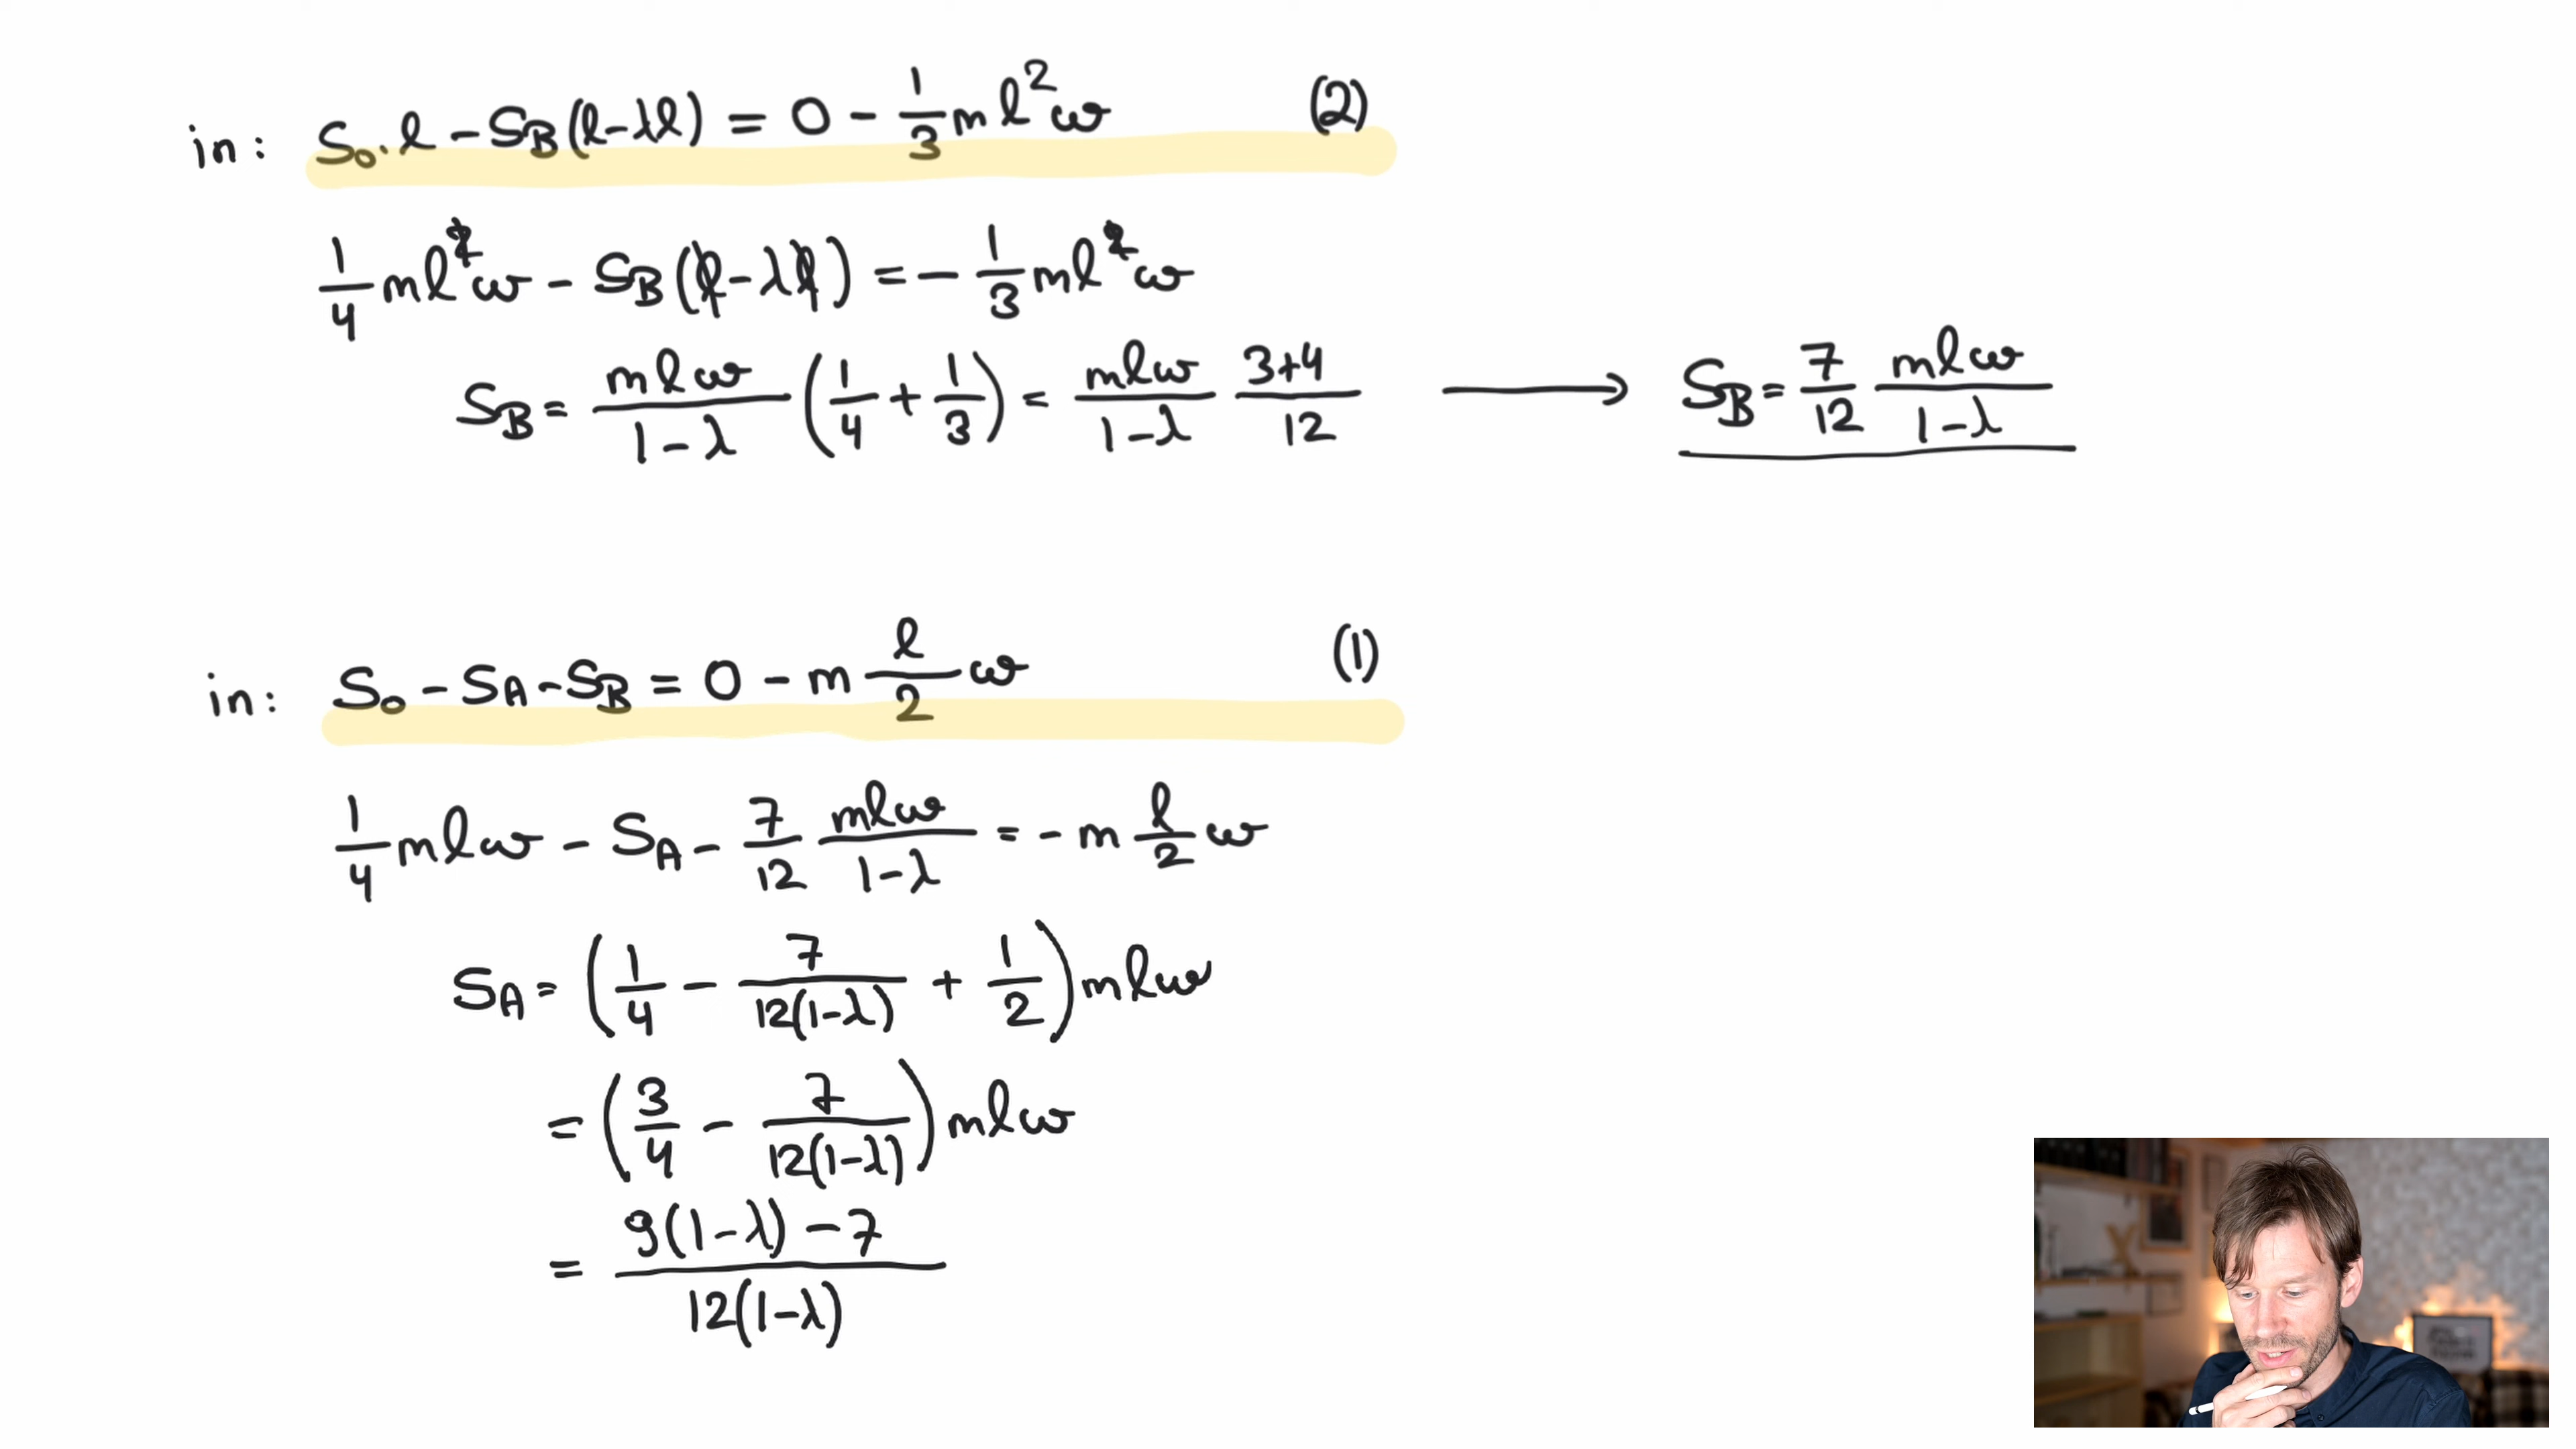 in: S₀·l - S_B(l-λl) = 0 - 1/3 ml²ω (2)
1/4 ml²ω - S_B(l-λl) = - 1/3 ml²ω
S_B = mlω/(1-λ) (1/4 + 1/3) = mlω/(1-λ) (3+4)/12 ⟶ S_B = 7/12 mlω/(1-λ)
in: S₀ - S_A - S_B = 0 - m l/2 ω (1)
1/4 mlω - S_A - 7/12 mlω/(1-λ) = - m l/2 ω
S_A = (1/4 - 7/(12(1-λ)) + 1/2) mlω
= (3/4 - 7/(12(1-λ))) mlω
= (9(1-λ) - 7)/(12(1-λ))